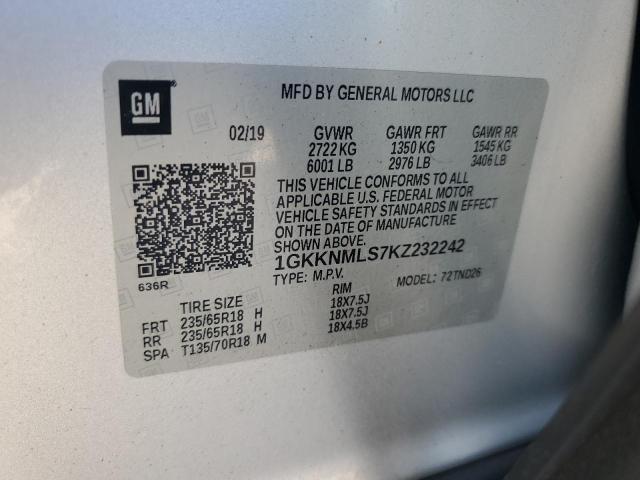 GM
MFD BY GENERAL MOTORS LLC
02/19 GVWR GAWR FRT GAWR RR
2722 KG 1350 KG 1545 KG
6001 LB 2976 LB 3406 LB
THIS VEHICLE CONFORMS TO ALL
APPLICABLE U.S. FEDERAL MOTOR
VEHICLE SAFETY STANDARDS IN EFFECT
ON THE DATE OF MANUFACTURE
SHOWN ABOVE.
1GKKNMLS7KZ232242
TYPE: M.P.V. MODEL: 72TND26
636R
TIRE SIZE RIM
FRT 235/65R18 H 18X7.5J
RR 235/65R18 H 18X7.5J
SPA T135/70R18 M 18X4.5B